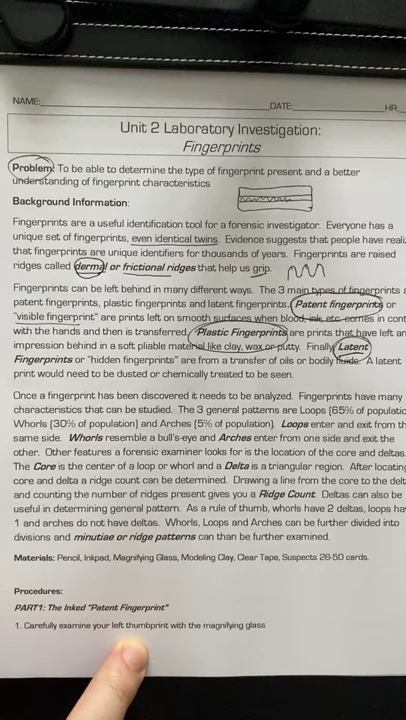 NAME: DATE: HR:
Unit 2 Laboratory Investigation:
Fingerprints
Problem: To be able to determine the type of fingerprint present and a better
understanding of fingerprint characteristics
Background Information:
Fingerprints are a useful identification tool for a forensic investigator. Everyone has a
unique set of fingerprints, even identical twins. Evidence suggests that people have
that fingerprints are unique identifiers for thousands of years. Fingerprints are raised
ridges called dermal or frictional ridges that help us grip.
Fingerprints can be left behind in many different ways. The 3 main types of fingerprints
patent fingerprints, plastic fingerprints and latent fingerprints. Patent fingerprints or
"visible fingerprint" are prints left on smooth surfaces when blood, ink, etc. comes in
with the hands and then is transferred. Plastic Fingerprints are prints that have left an
impression behind in a soft pliable material like clay, wax or putty. Finally Latent
Fingerprints or "hidden fingerprints" are from a transfer of oils or bodily fluids. A latent
print would need to be dusted or chemically treated to be seen.
Once a fingerprint has been discovered it needs to be analyzed. Fingerprints have many
characteristics that can be studied. The 3 general patterns are Loops (65% of
Whorls (30% of population) and Arches (5% of population). Loops enter and exit from
same side. Whorls resemble a bull's-eye and Arches enter from one side and exit the
other. Other features a forensic examiner looks for is the location of the core and deltas.
The Core is the center of a loop or whorl and a Delta is a triangular region. After
core and delta a ridge count can be determined. Drawing a line from the core to the
and counting the number of ridges present gives you a Ridge Count. Deltas can also be
useful in determining general pattern. As a rule of thumb, whorls have 2 deltas, loops
1 and arches do not have deltas. Whorls, Loops and Arches can be further divided into
divisions and minutiae or ridge patterns can than be further examined.
Materials: Pencil, Inkpad, Magnifying Glass, Modeling Clay, Clear Tape, Suspects 26-50 cards.
Procedures:
PART1: The Inked "Patent Fingerprint"
1. Carefully examine your left thumbprint with the magnifying glass